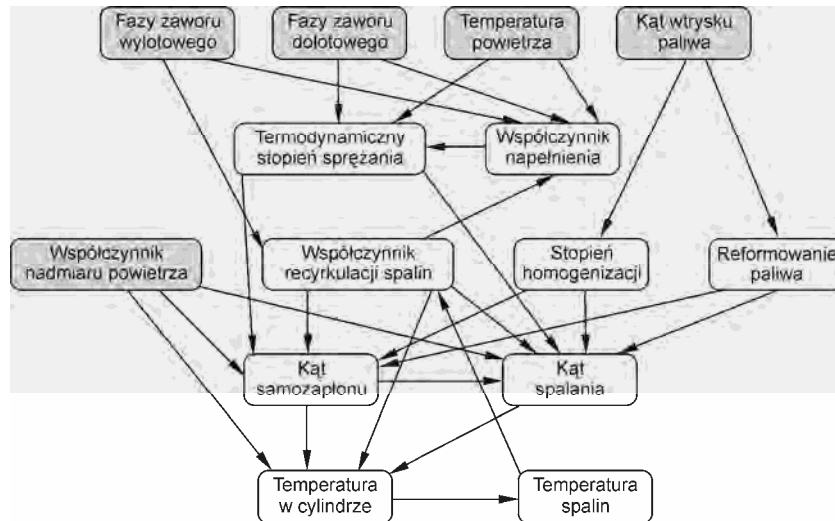 Fazy zaworu
wylotowego
Fazy zaworu
dolotowego
Temperatura
powietrza
Kąt wtrysku
paliwa
Termodynamiczny
stopień sprężania
Współczynnik
napełnienia
Współczynnik
nadmiaru powietrza
Współczynnik
recyrkulacji spalin
Stopień
homogenizacji
Reformowanie
paliwa
Kąt
samozapłonu
Kąt
spalania
Temperatura
w cylindrze
Temperatura
spalin